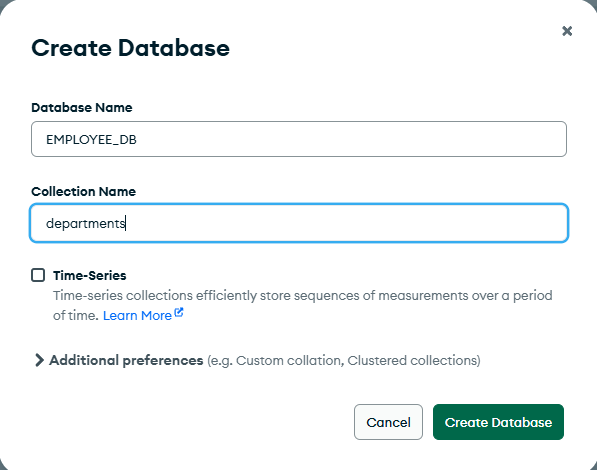 Create Database
Database Name
EMPLOYEE_DB
Collection Name
departments
Time-Series
Time-series collections efficiently store sequences of measurements over a period
of time. Learn More
Additional preferences (e.g. Custom collation, Clustered collections)
Cancel
Create Database